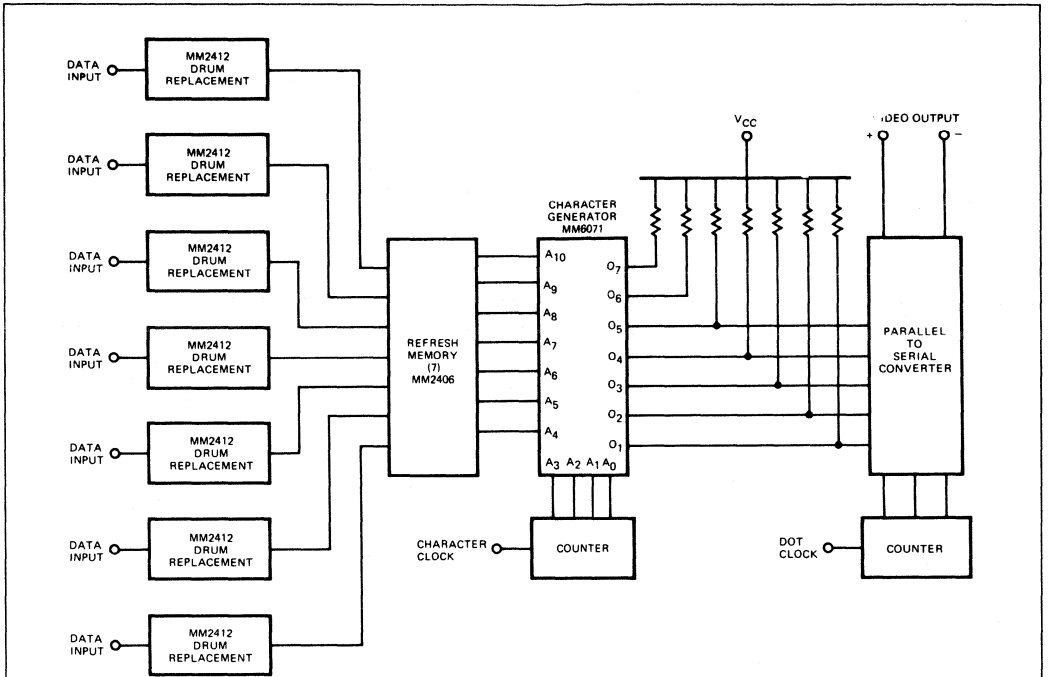 DATA
INPUT
MM2412
DRUM
REPLACEMENT
DATA
INPUT
MM2412
DRUM
REPLACEMENT
DATA
INPUT
MM2412
DRUM
REPLACEMENT
DATA
INPUT
MM2412
DRUM
REPLACEMENT
DATA
INPUT
MM2412
DRUM
REPLACEMENT
DATA
INPUT
MM2412
DRUM
REPLACEMENT
DATA
INPUT
MM2412
DRUM
REPLACEMENT
REFRESH
MEMORY
(7)
MM2406
CHARACTER
GENERATOR
MM6071
A10
A9
A8
A7
A6
A5
A4
A3 A2 A1 A0
O7
O6
O5
O4
O3
O2
O1
CHARACTER
CLOCK
COUNTER
VCC
IDEO OUTPUT
+ −
PARALLEL
TO
SERIAL
CONVERTER
DOT
CLOCK
COUNTER